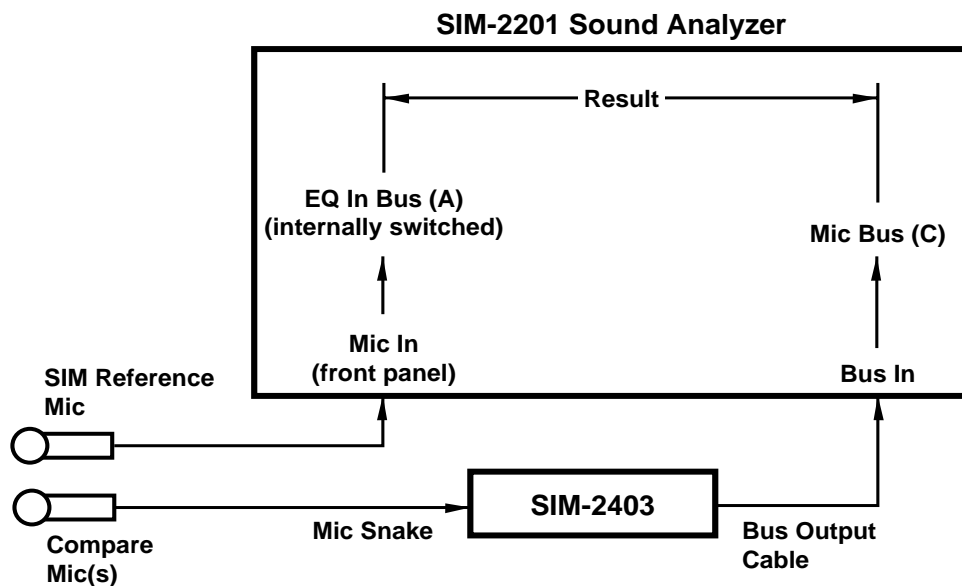 SIM-2201 Sound Analyzer
Result
EQ In Bus (A)
(internally switched)
Mic Bus (C)
Mic In
(front panel)
Bus In
SIM Reference
Mic
SIM-2403
Mic Snake
Bus Output
Cable
Compare
Mic(s)